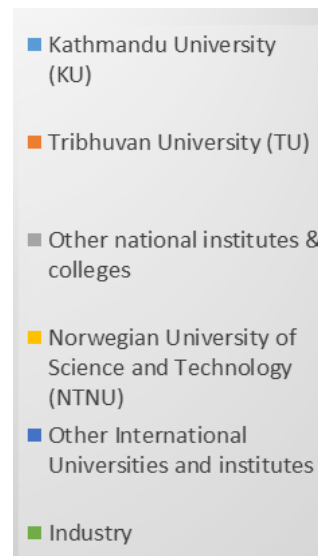 Kathmandu University
(KU)
Tribhuvan University (TU)
Other national institutes &
colleges
Norwegian University of
Science and Technology
(NTNU)
Other International
Universities and institutes
Industry